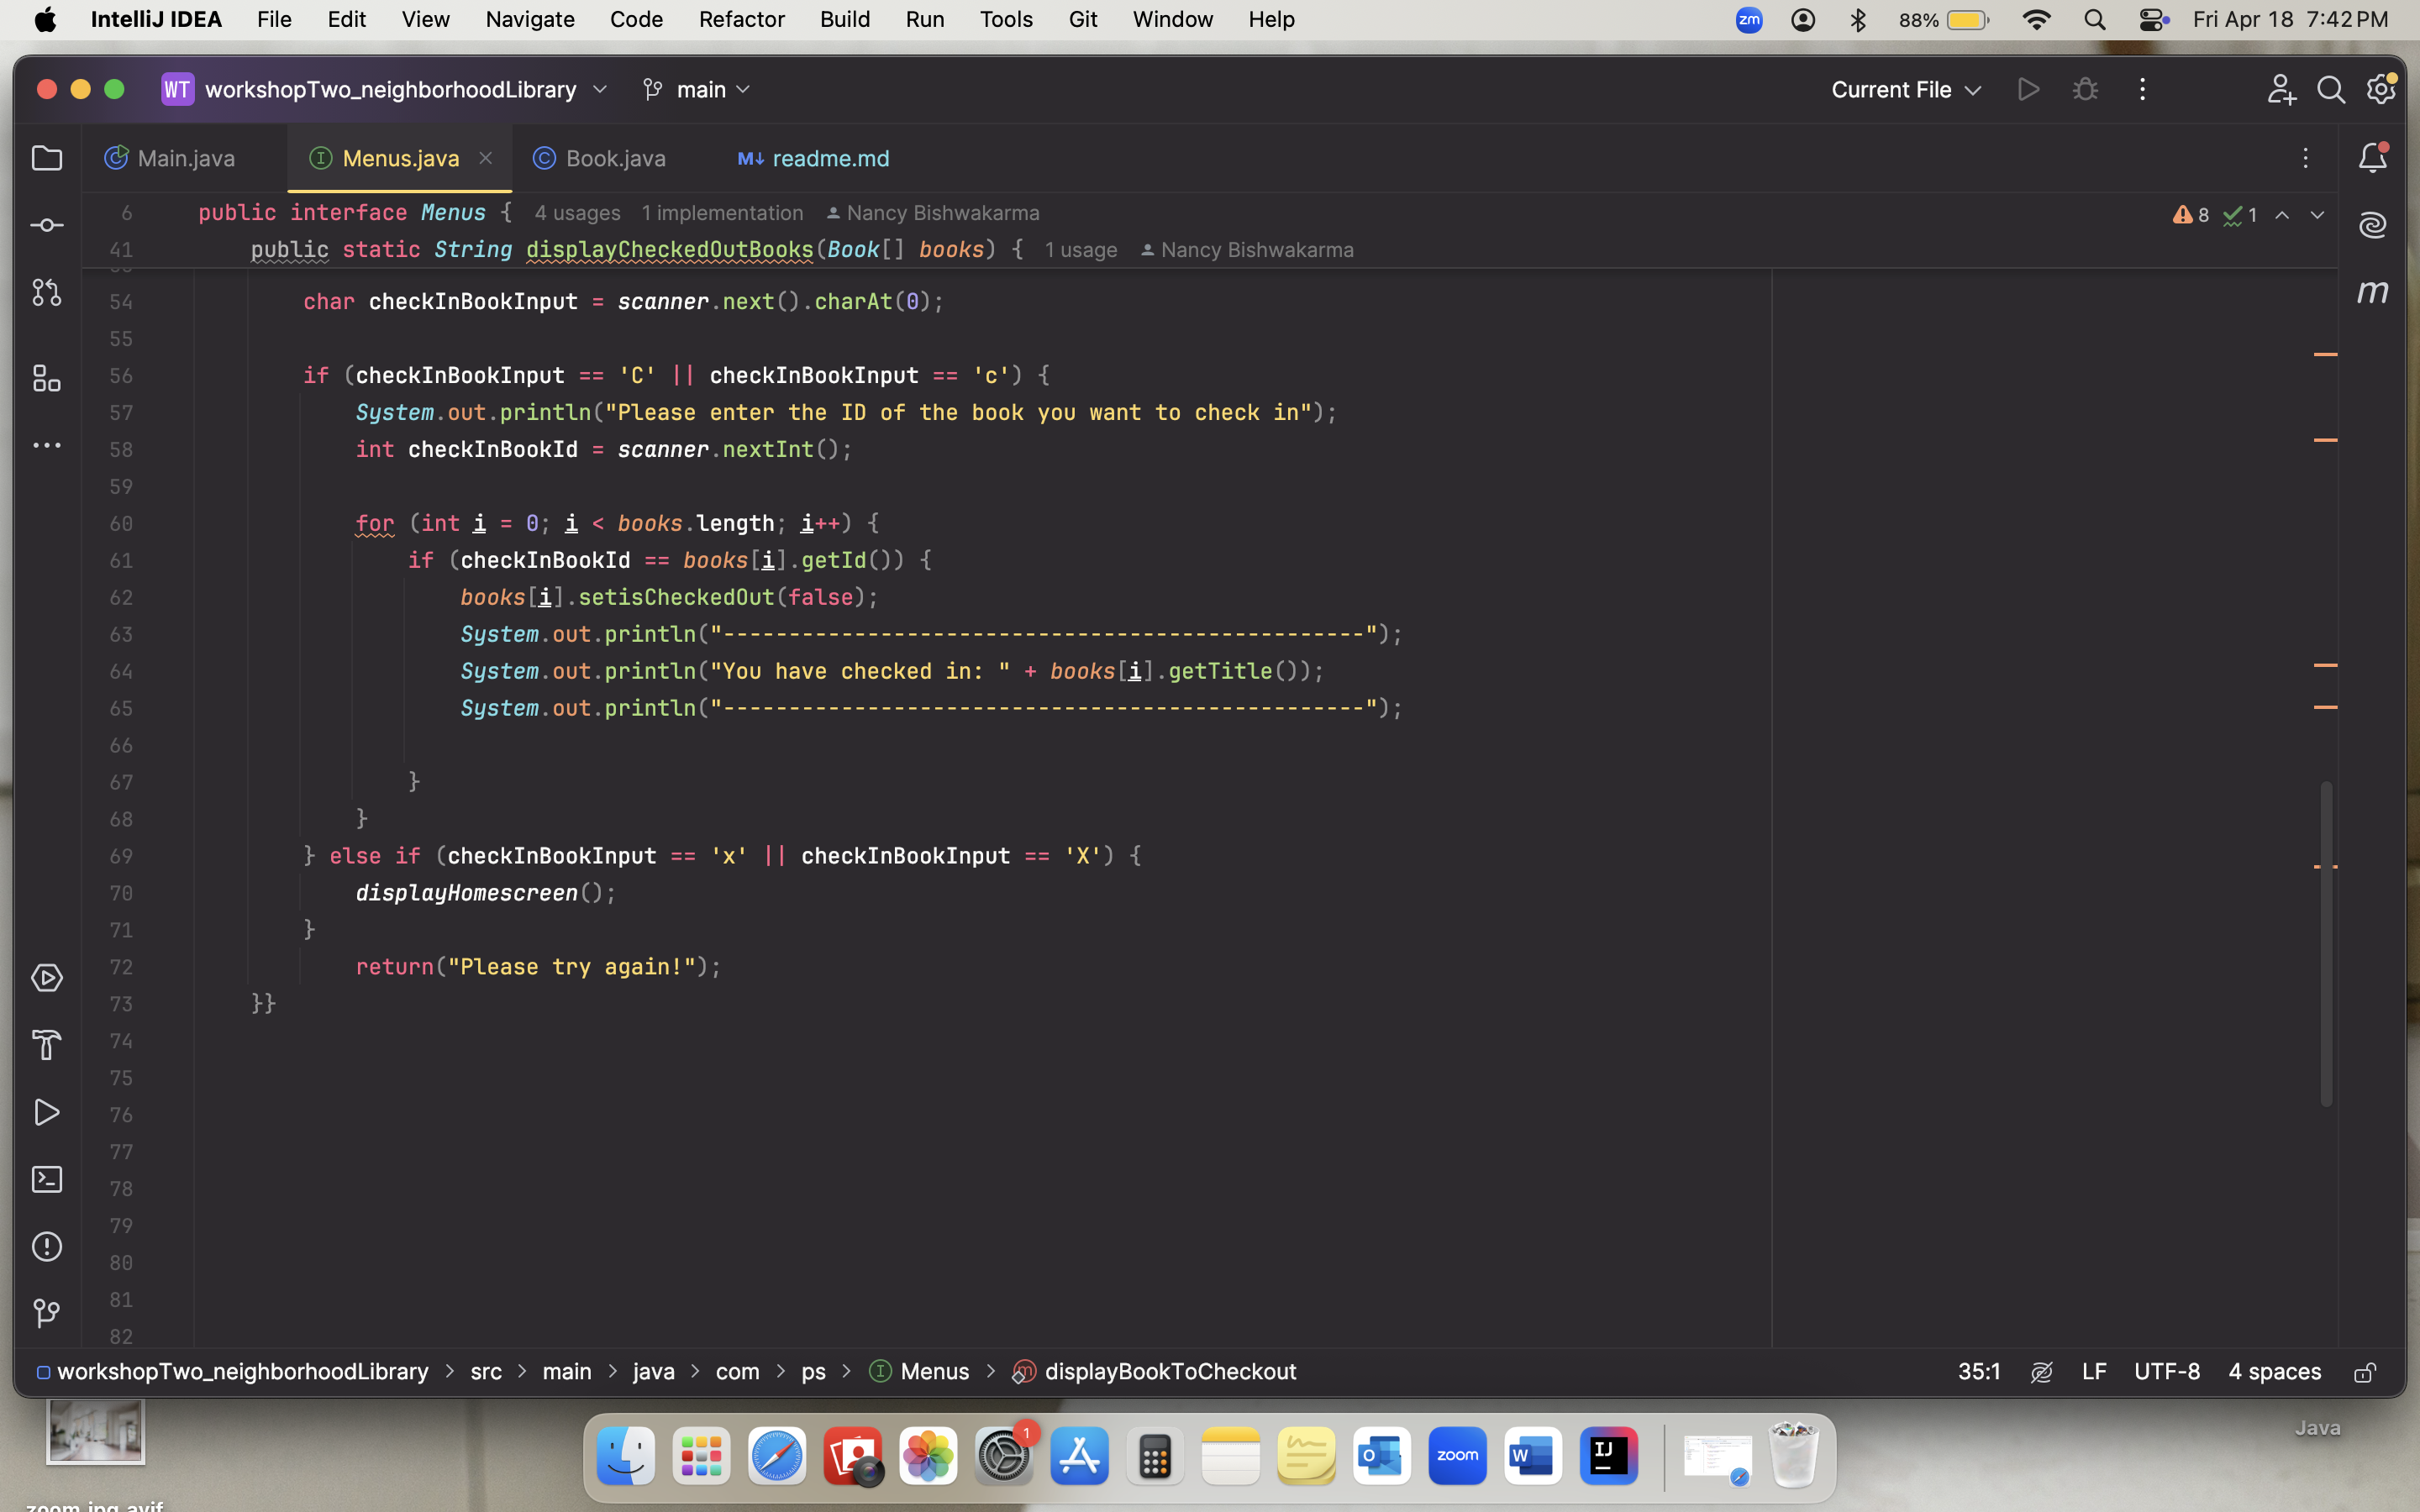 IntelliJ IDEA File Edit View Navigate Code Refactor Build Run Tools Git Window Help zm 88% Fri Apr 18 7:42 PM
WT workshopTwo_neighborhoodLibrary main Current File
Main.java Menus.java Book.java M↓ readme.md
6 public interface Menus { 4 usages 1 implementation Nancy Bishwakarma 8 1
41 public static String displayCheckedOutBooks(Book[] books) { 1 usage Nancy Bishwakarma
54 char checkInBookInput = scanner.next().charAt(0);
55
56 if (checkInBookInput == 'C' || checkInBookInput == 'c') {
57 System.out.println("Please enter the ID of the book you want to check in");
58 int checkInBookId = scanner.nextInt();
59
60 for (int i = 0; i < books.length; i++) {
61 if (checkInBookId == books[i].getId()) {
62 books[i].setisCheckedOut(false);
63 System.out.println("-------------------------------------------------");
64 System.out.println("You have checked in: " + books[i].getTitle());
65 System.out.println("-------------------------------------------------");
66
67 }
68 }
69 } else if (checkInBookInput == 'x' || checkInBookInput == 'X') {
70 displayHomescreen();
71 }
72 return("Please try again!");
73 }}
74
75
76
77
78
79
80
81
82
workshopTwo_neighborhoodLibrary > src > main > java > com > ps > Menus > displayBookToCheckout 35:1 LF UTF-8 4 spaces
Java
1
zoom
W
IJ
zoom.jpg.avif